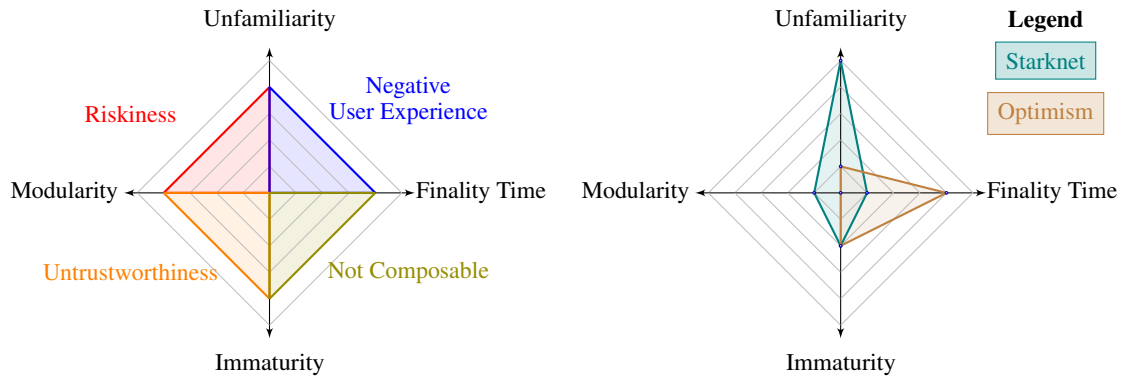 Unfamiliarity
Negative
User Experience
Riskiness
Modularity
Finality Time
Untrustworthiness
Not Composable
Immaturity
Unfamiliarity
Legend
Starknet
Optimism
Modularity
Finality Time
Immaturity